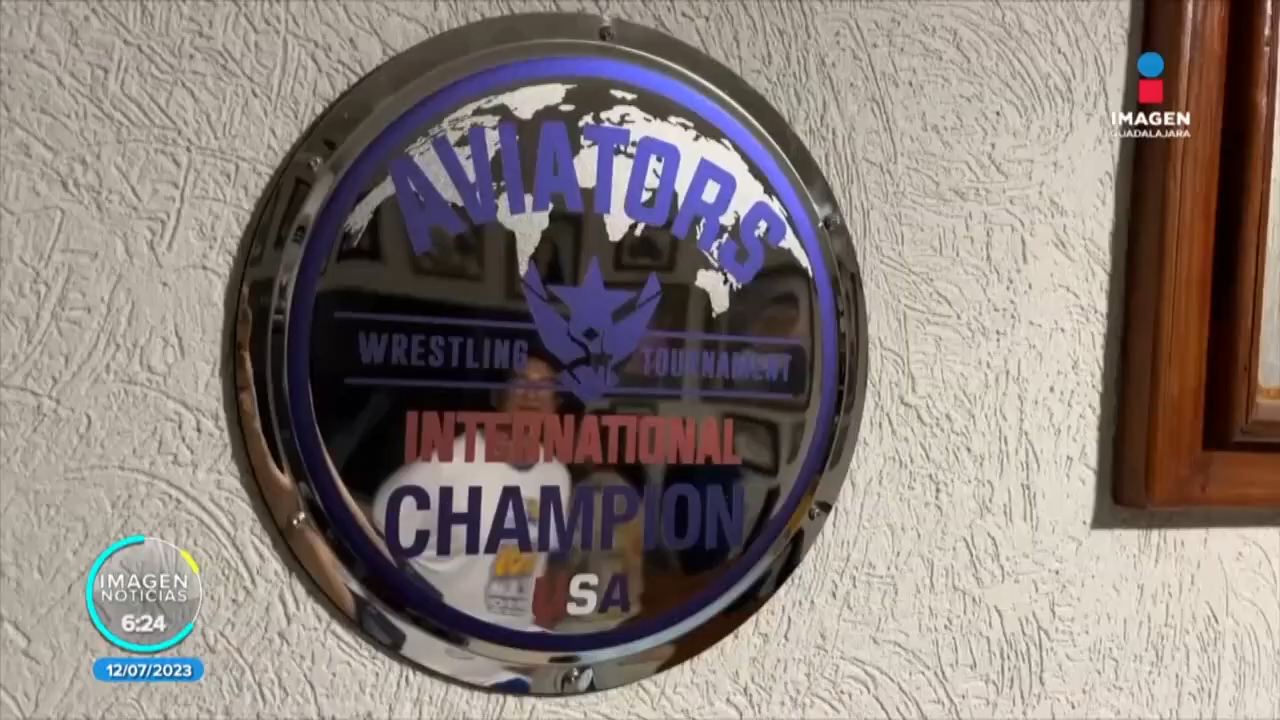 AVIATORS
WRESTLING TOURNAMENT
INTERNATIONAL
CHAMPION
USA
IMAGEN
GUADALAJARA
IMAGEN
NOTICIAS
6:24
12/07/2023